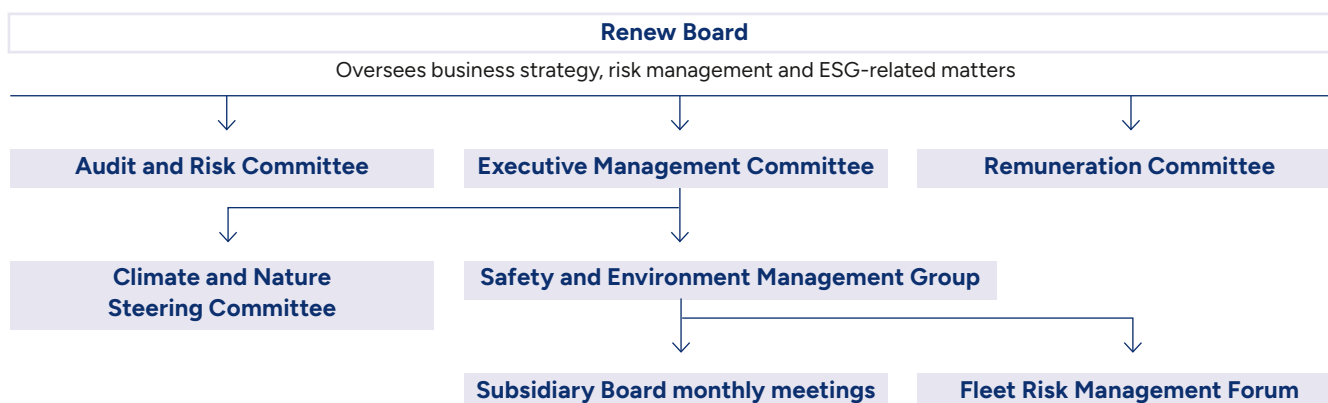 Renew Board
Oversees business strategy, risk management and ESG-related matters
Audit and Risk Committee
Executive Management Committee
Remuneration Committee
Climate and Nature
Steering Committee
Safety and Environment Management Group
Subsidiary Board monthly meetings
Fleet Risk Management Forum